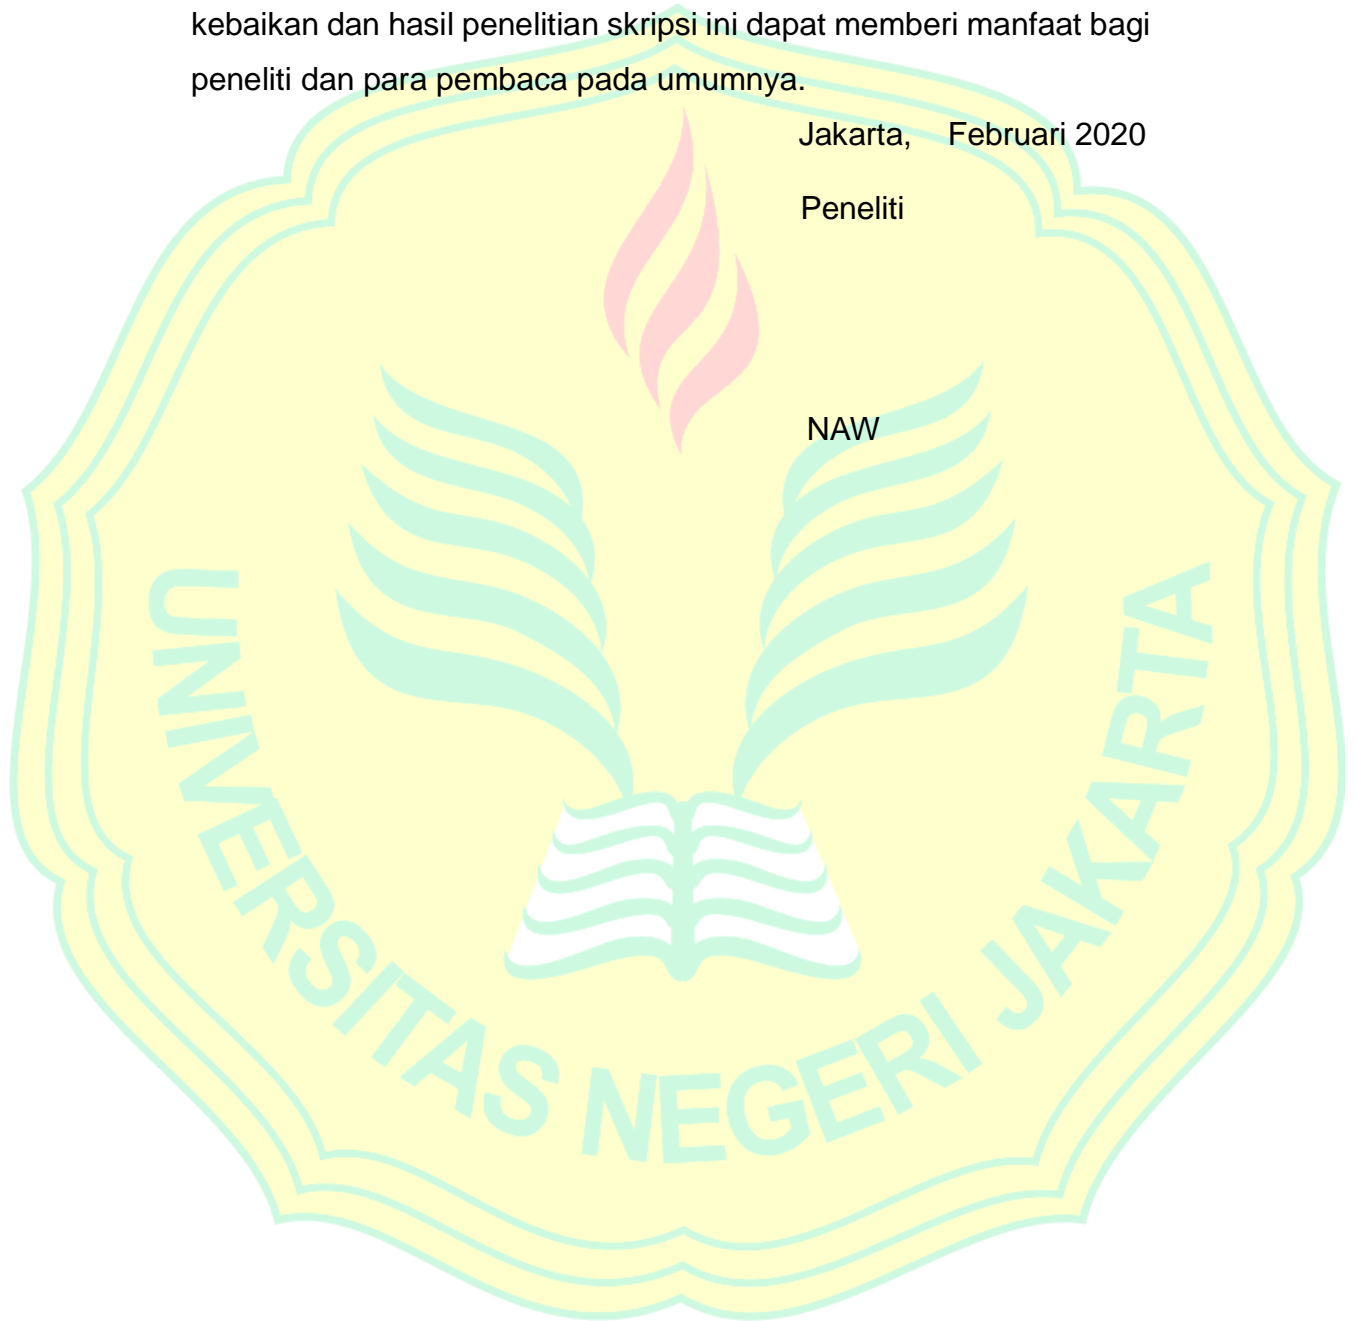 kebaikan dan hasil penelitian skripsi ini dapat memberi manfaat bagi
peneliti dan para pembaca pada umumnya.
Jakarta, Februari 2020
Peneliti
NAW
UNIVERSITAS NEGERI JAKARTA